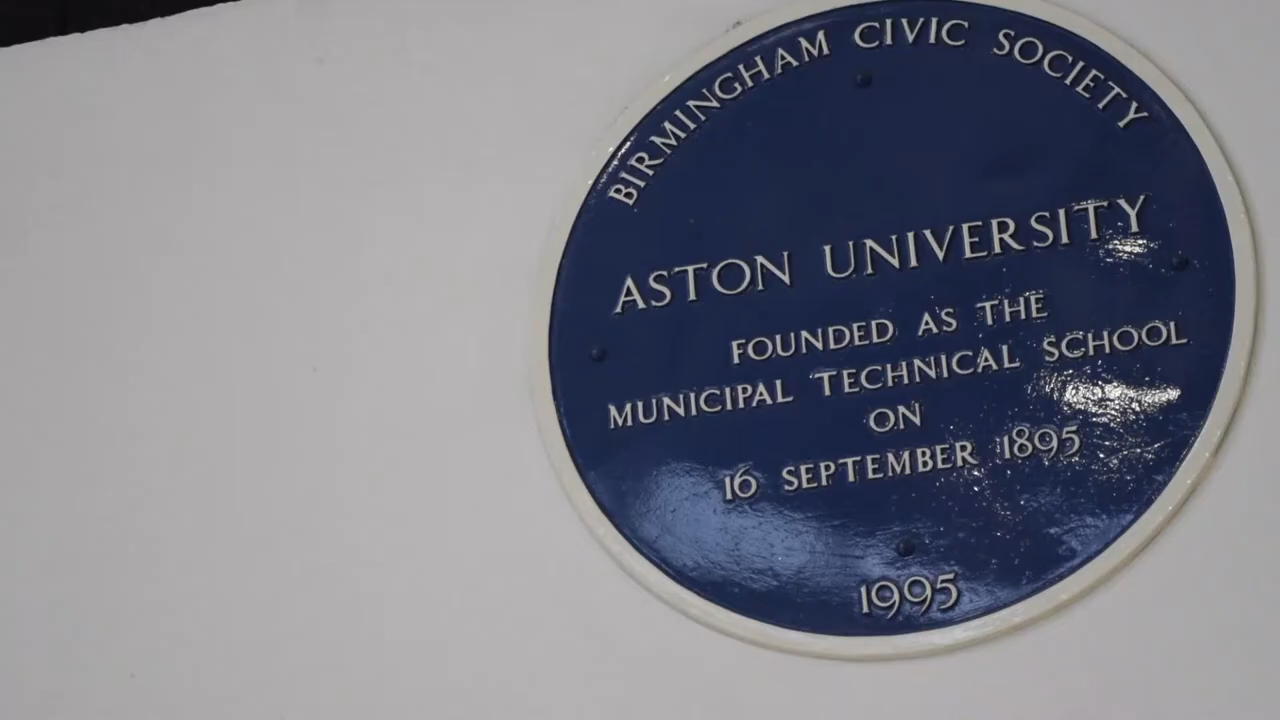 BIRMINGHAM CIVIC SOCIETY
ASTON UNIVERSITY
FOUNDED AS THE
MUNICIPAL TECHNICAL SCHOOL
ON
16 SEPTEMBER 1895
1995